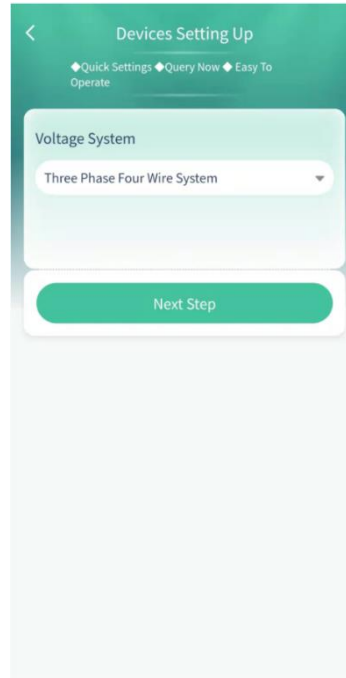 Devices Setting Up
◆Quick Settings ◆Query Now ◆ Easy To
Operate
Voltage System
Three Phase Four Wire System
Next Step